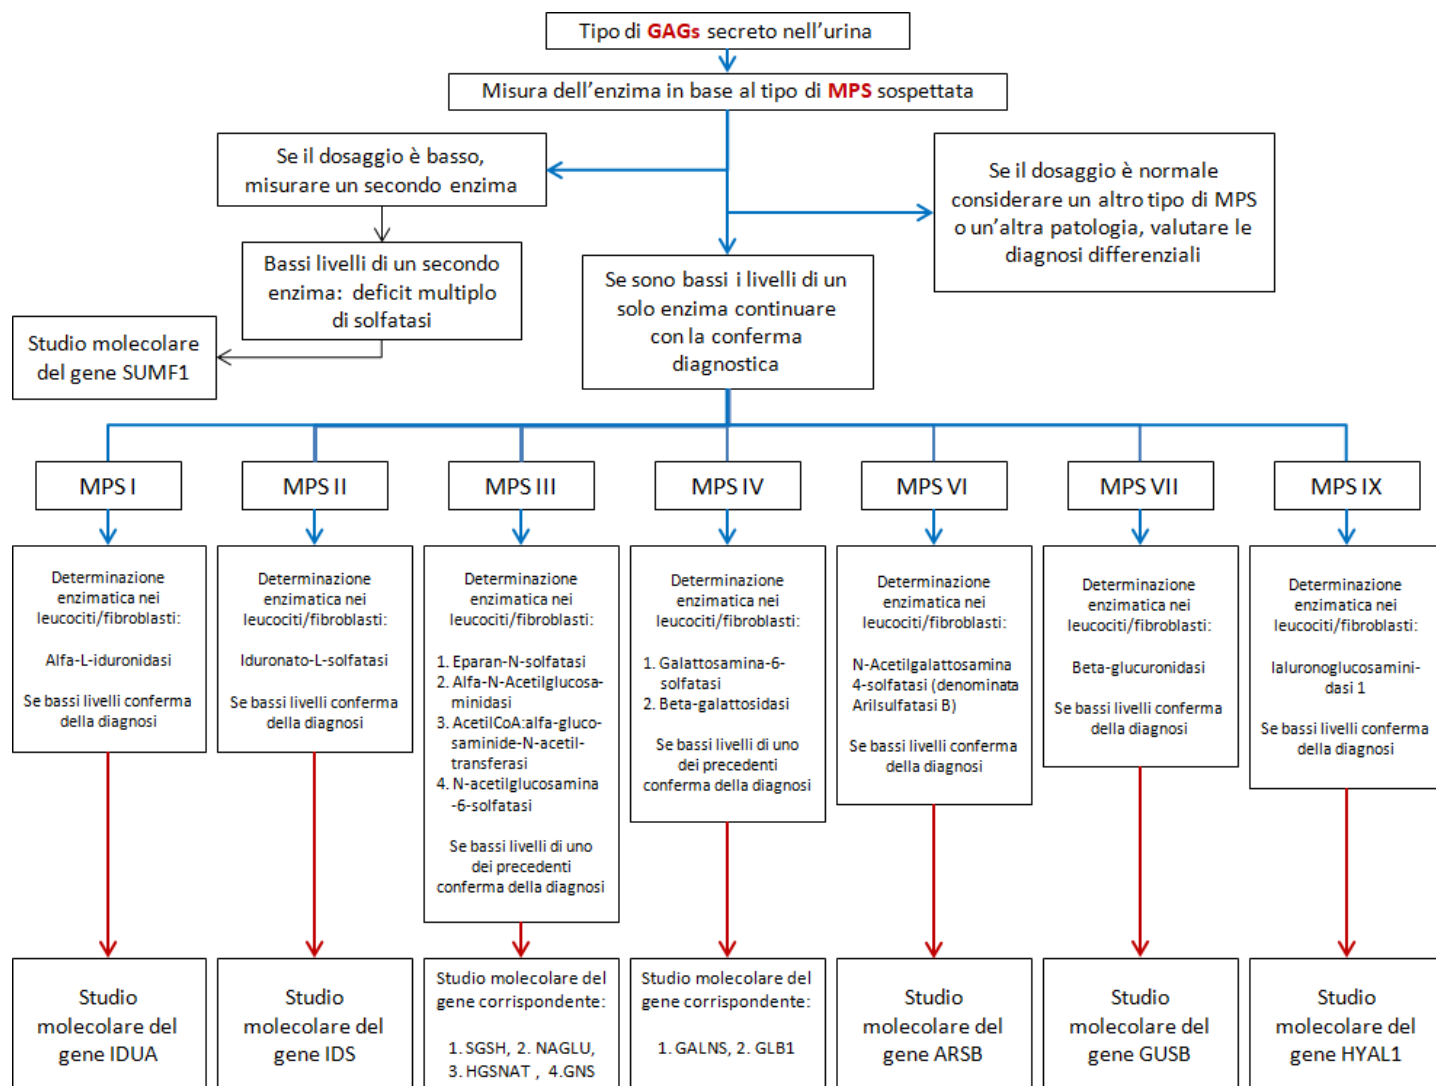 Tipo di GAGs secreto nell'urina
Misura dell'enzima in base al tipo di MPS sospettata
Se il dosaggio è basso,
misurare un secondo enzima
Se il dosaggio è normale
considerare un altro tipo di MPS
o un'altra patologia, valutare le
diagnosi differenziali
Bassi livelli di un secondo
enzima: deficit multiplo
di solfatasi
Se sono bassi i livelli di un
solo enzima continuare
con la conferma
diagnostica
Studio molecolare
del gene SUMF1
MPS I
MPS II
MPS III
MPS IV
MPS VI
MPS VII
MPS IX
Determinazione
enzimatica nei
leucociti/fibroblasti:
Alfa-L-iduronidasi
Se bassi livelli conferma
della diagnosi
Determinazione
enzimatica nei
leucociti/fibroblasti:
Iduronato-L-solfatasi
Se bassi livelli conferma
della diagnosi
Determinazione
enzimatica nei
leucociti/fibroblasti:
1. Eparan-N-solfatasi
2. Alfa-N-Acetilglucosa-
minidasi
3. AcetilCoA:alfa-gluco-
saminide-N-acetil-
transferasi
4. N-acetilglucosamina
-6-solfatasi
Se bassi livelli di uno
dei precedenti
conferma della diagnosi
Determinazione
enzimatica nei
leucociti/fibroblasti:
1. Galattosamina-6-
solfatasi
2. Beta-galattosidasi
Se bassi livelli di uno
dei precedenti
conferma della diagnosi
Determinazione
enzimatica nei
leucociti/fibroblasti:
N-Acetilgalattosamina
4-solfatasi (denominata
Arilsulfatasi B)
Se bassi livelli conferma
della diagnosi
Determinazione
enzimatica nei
leucociti/fibroblasti:
Beta-glucuronidasi
Se bassi livelli conferma
della diagnosi
Determinazione
enzimatica nei
leucociti/fibroblasti:
Ialuronoglucosamini-
dasi 1
Se bassi livelli conferma
della diagnosi
Studio
molecolare del
gene IDUA
Studio
molecolare del
gene IDS
Studio molecolare del
gene corrispondente:
1. SGSH, 2. NAGLU,
3. HGSNAT , 4.GNS
Studio molecolare del
gene corrispondente:
1. GALNS, 2. GLB1
Studio
molecolare del
gene ARSB
Studio
molecolare del
gene GUSB
Studio
molecolare del
gene HYAL1